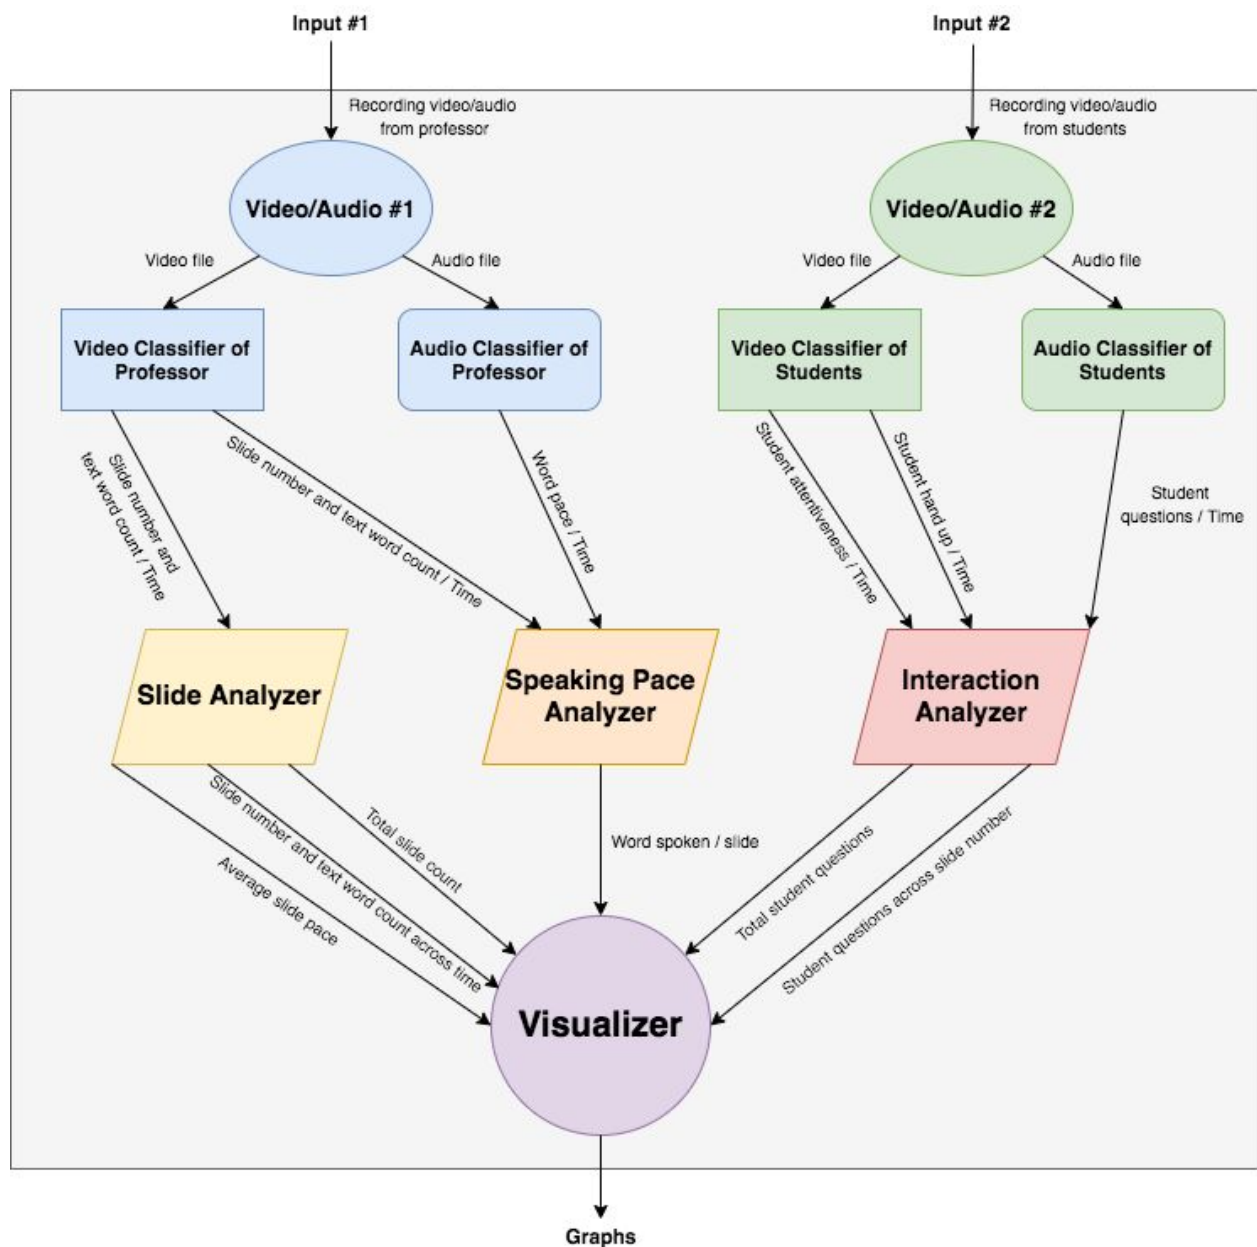 Input #1
Input #2
Recording video/audio
from professor
Recording video/audio
from students
Video/Audio #1
Video/Audio #2
Video file
Audio file
Video file
Audio file
Video Classifier of
Professor
Audio Classifier of
Professor
Video Classifier of
Students
Audio Classifier of
Students
Slide number and
text word count / Time
Slide number and text word count / Time
Word pace / Time
Student attentiveness / Time
Student hand up / Time
Student
questions / Time
Slide Analyzer
Speaking Pace
Analyzer
Interaction
Analyzer
Average slide pace
Slide number and text word count across time
Total slide count
Word spoken / slide
Total student questions
Student questions across slide number
Visualizer
Graphs